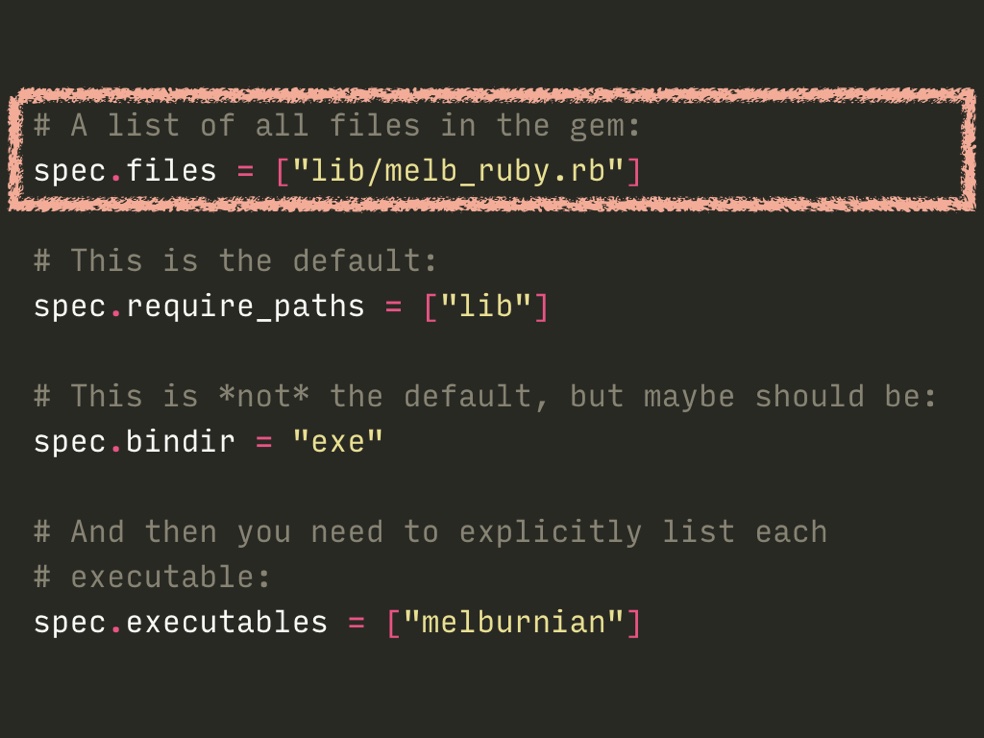 # A list of all files in the gem:
spec.files = ["lib/melb_ruby.rb"]
# This is the default:
spec.require_paths = ["lib"]
# This is *not* the default, but maybe should be:
spec.bindir = "exe"
# And then you need to explicitly list each
# executable:
spec.executables = ["melburnian"]